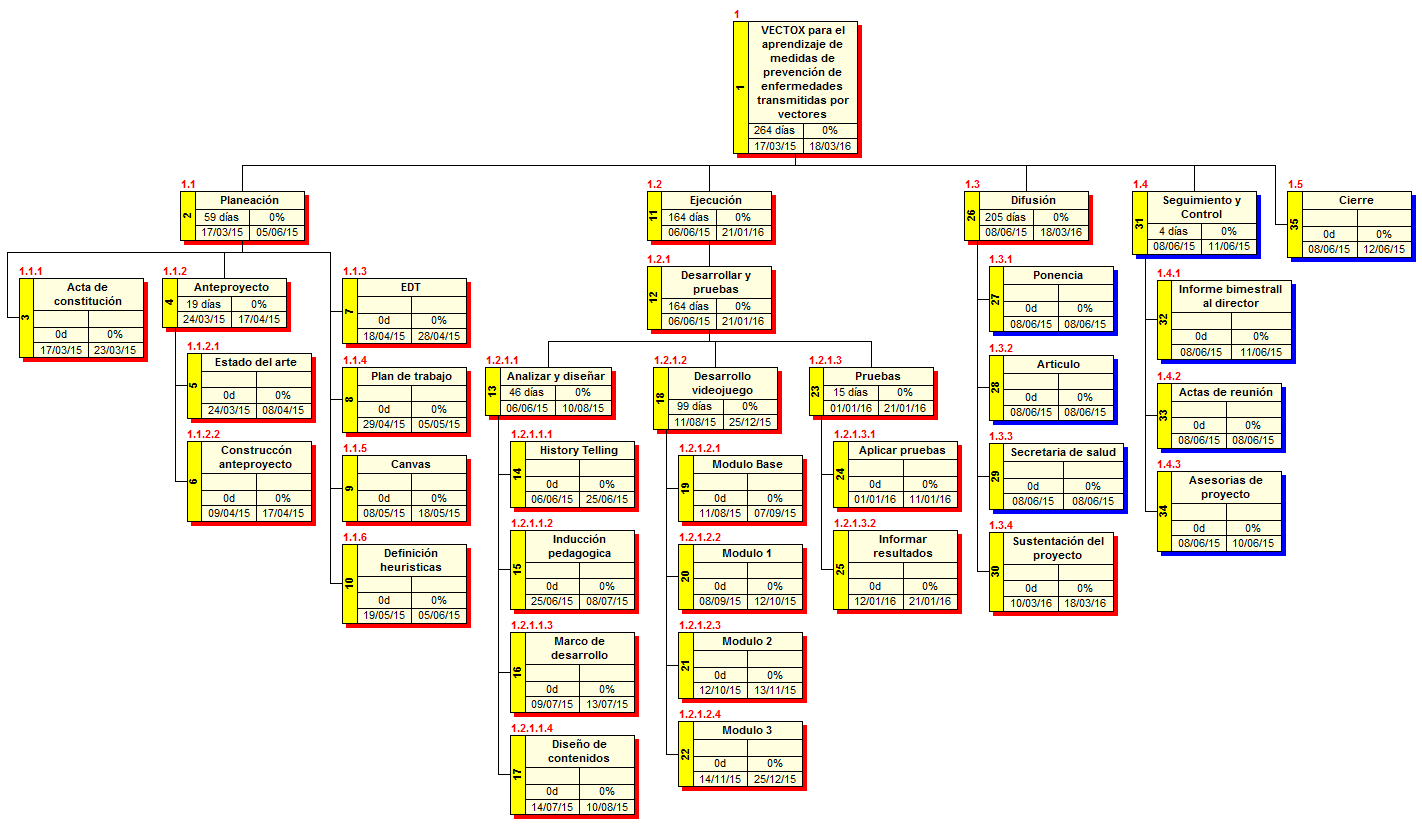 1
VECTOX para el
aprendizaje de
medidas de
prevención de
enfermedades
transmitidas por
vectores
1
264 días 0%
17/03/15 18/03/16
1.1
Planeación
2
59 días 0%
17/03/15 05/06/15
1.2
Ejecución
11
164 días 0%
06/06/15 21/01/16
1.3
Difusión
26
205 días 0%
08/06/15 18/03/16
1.4
Seguimiento y
Control
31
4 días 0%
08/06/15 11/06/15
1.5
Cierre
35
0d 0%
08/06/15 12/06/15
1.1.1
Acta de
constitución
3
0d 0%
17/03/15 23/03/15
1.1.2
Anteproyecto
4
19 días 0%
24/03/15 17/04/15
1.1.2.1
Estado del arte
5
0d 0%
24/03/15 08/04/15
1.1.2.2
Construccón
anteproyecto
6
0d 0%
09/04/15 17/04/15
1.1.3
EDT
7
0d 0%
18/04/15 28/04/15
1.1.4
Plan de trabajo
8
0d 0%
29/04/15 05/05/15
1.1.5
Canvas
9
0d 0%
08/05/15 18/05/15
1.1.6
Definición
heuristicas
10
0d 0%
19/05/15 05/06/15
1.2.1
Desarrollar y
pruebas
12
164 días 0%
06/06/15 21/01/16
1.2.1.1
Analizar y diseñar
13
46 días 0%
06/06/15 10/08/15
1.2.1.1.1
History Telling
14
0d 0%
06/06/15 25/06/15
1.2.1.1.2
Inducción
pedagogica
15
0d 0%
25/06/15 08/07/15
1.2.1.1.3
Marco de
desarrollo
16
0d 0%
09/07/15 13/07/15
1.2.1.1.4
Diseño de
contenidos
17
0d 0%
14/07/15 10/08/15
1.2.1.2
Desarrollo
videojuego
18
99 días 0%
11/08/15 25/12/15
1.2.1.2.1
Modulo Base
19
0d 0%
11/08/15 07/09/15
1.2.1.2.2
Modulo 1
20
0d 0%
08/09/15 12/10/15
1.2.1.2.3
Modulo 2
21
0d 0%
12/10/15 13/11/15
1.2.1.2.4
Modulo 3
22
0d 0%
14/11/15 25/12/15
1.2.1.3
Pruebas
23
15 días 0%
01/01/16 21/01/16
1.2.1.3.1
Aplicar pruebas
24
0d 0%
01/01/16 11/01/16
1.2.1.3.2
Informar
resultados
25
0d 0%
12/01/16 21/01/16
1.3.1
Ponencia
27
0d 0%
08/06/15 08/06/15
1.3.2
Articulo
28
0d 0%
08/06/15 08/06/15
1.3.3
Secretaria de salud
29
0d 0%
08/06/15 08/06/15
1.3.4
Sustentación del
proyecto
30
0d 0%
10/03/16 18/03/16
1.4.1
Informe bimestrall
al director
32
0d 0%
08/06/15 11/06/15
1.4.2
Actas de reunión
33
0d 0%
08/06/15 08/06/15
1.4.3
Asesorias de
proyecto
34
0d 0%
08/06/15 10/06/15